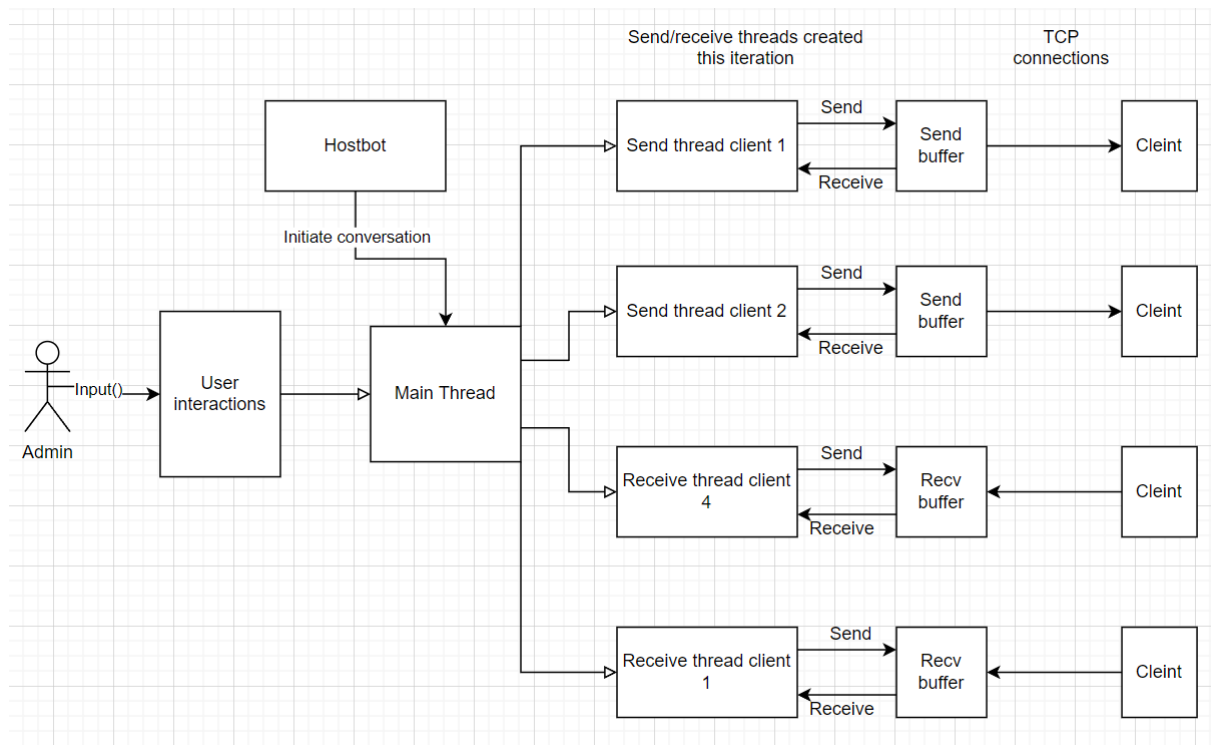 Send/receive threads created
this iteration
TCP
connections
Hostbot
Initiate conversation
Admin
Input()
User
interactions
Main Thread
Send thread client 1
Send
Receive
Send
buffer
Cleint
Send thread client 2
Send
Receive
Send
buffer
Cleint
Receive thread client
4
Send
Receive
Recv
buffer
Cleint
Receive thread client
1
Send
Receive
Recv
buffer
Cleint